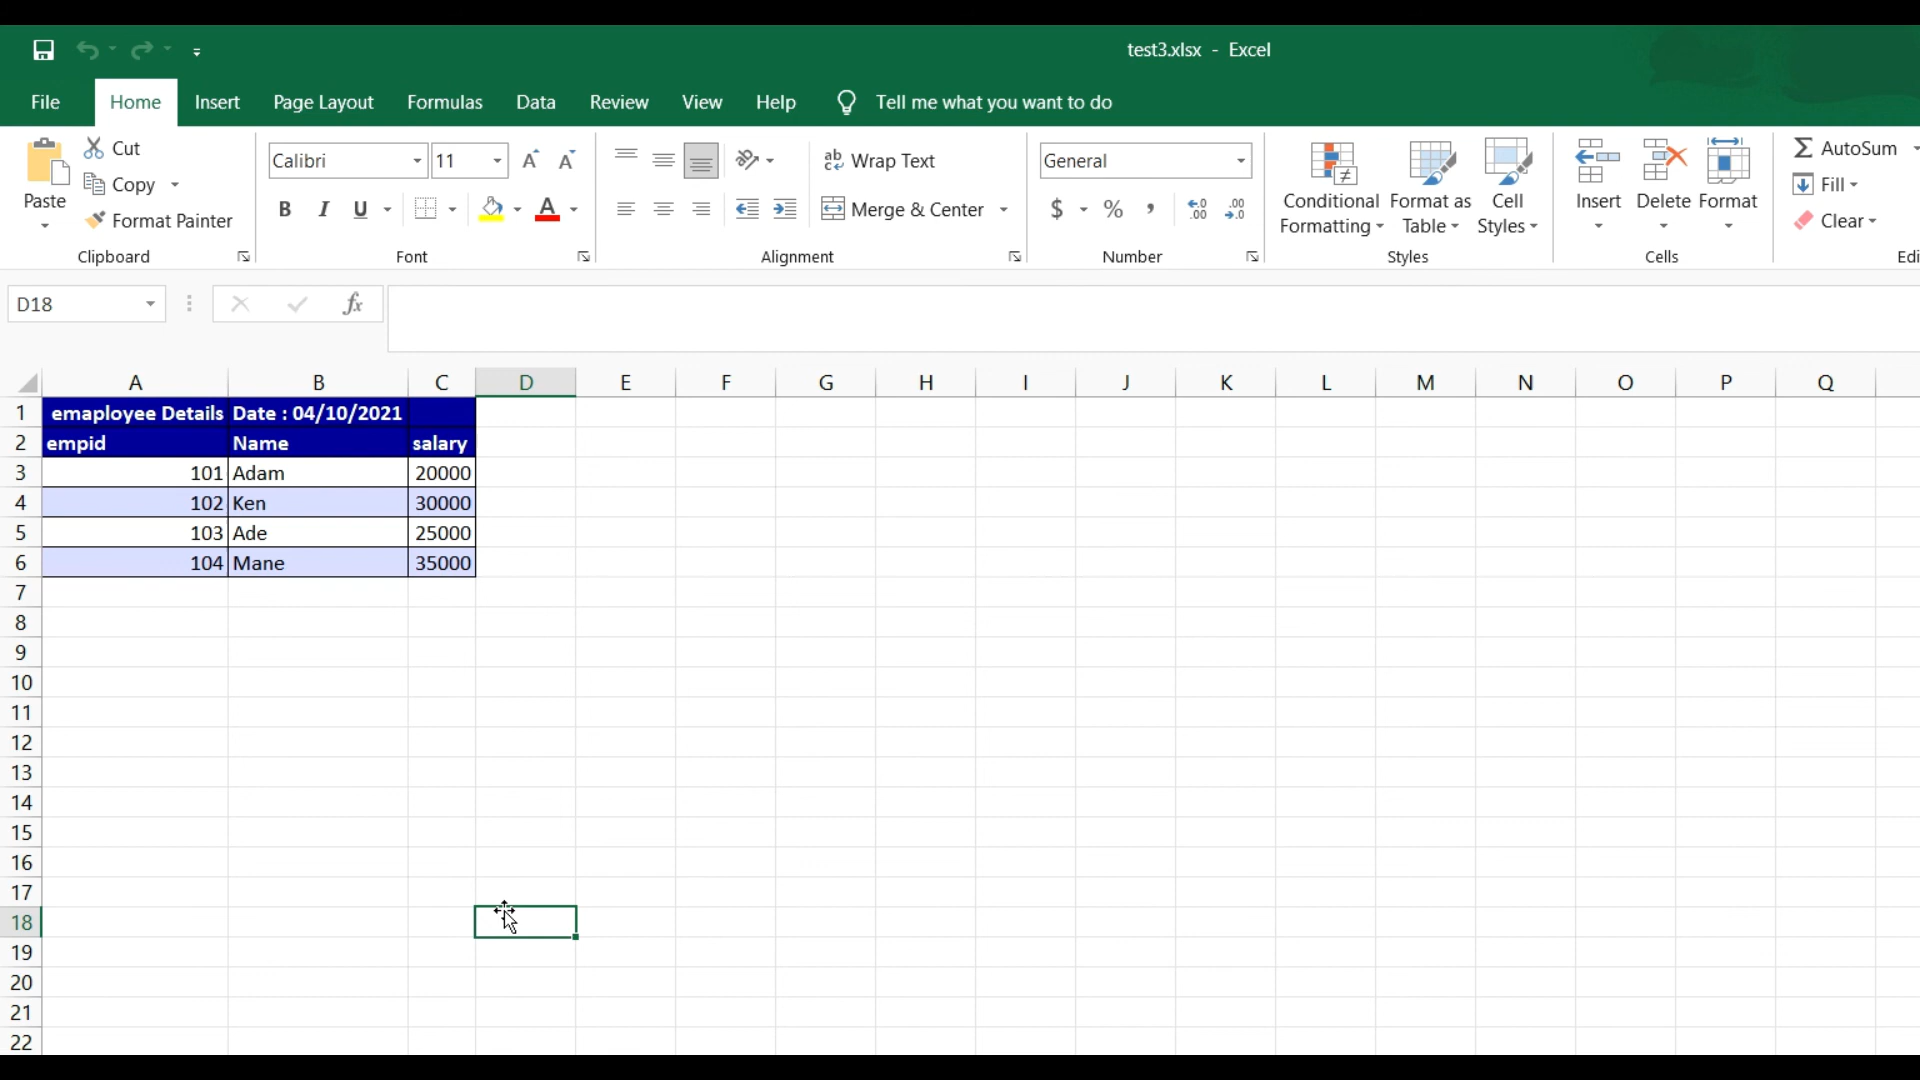 test3.xlsx - Excel
File Home Insert Page Layout Formulas Data Review View Help Tell me what you want to do
Paste Cut Copy Format Painter Clipboard
Calibri 11 A A B I U A Font
ab Wrap Text Merge & Center Alignment
General $ % , Number
Conditional Formatting Format as Table Cell Styles Styles
Insert Delete Format Cells
Σ AutoSum Fill Clear Edi
D18 fx
A B C D E F G H I J K L M N O P Q
1 emaployee Details Date : 04/10/2021
2 empid Name salary
3 101 Adam 20000
4 102 Ken 30000
5 103 Ade 25000
6 104 Mane 35000
7
8
9
10
11
12
13
14
15
16
17
18
19
20
21
22